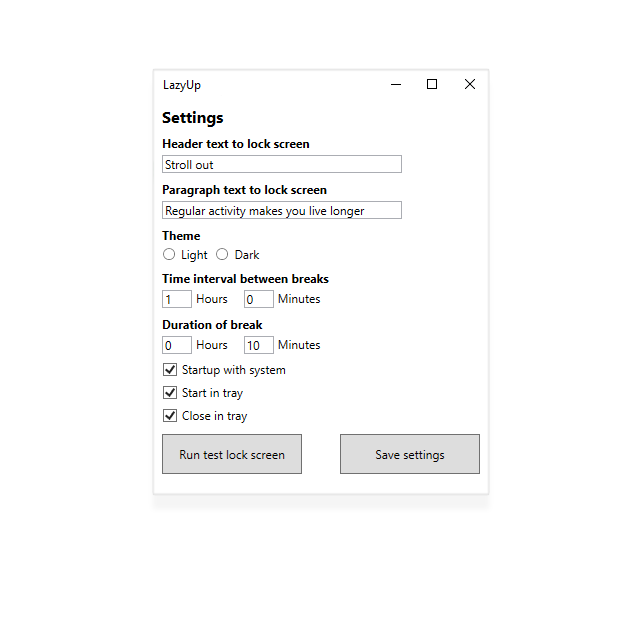 LazyUp
Settings
Header text to lock screen
Stroll out
Paragraph text to lock screen
Regular activity makes you live longer
Theme
Light Dark
Time interval between breaks
1 Hours 0 Minutes
Duration of break
0 Hours 10 Minutes
Startup with system
Start in tray
Close in tray
Run test lock screen Save settings